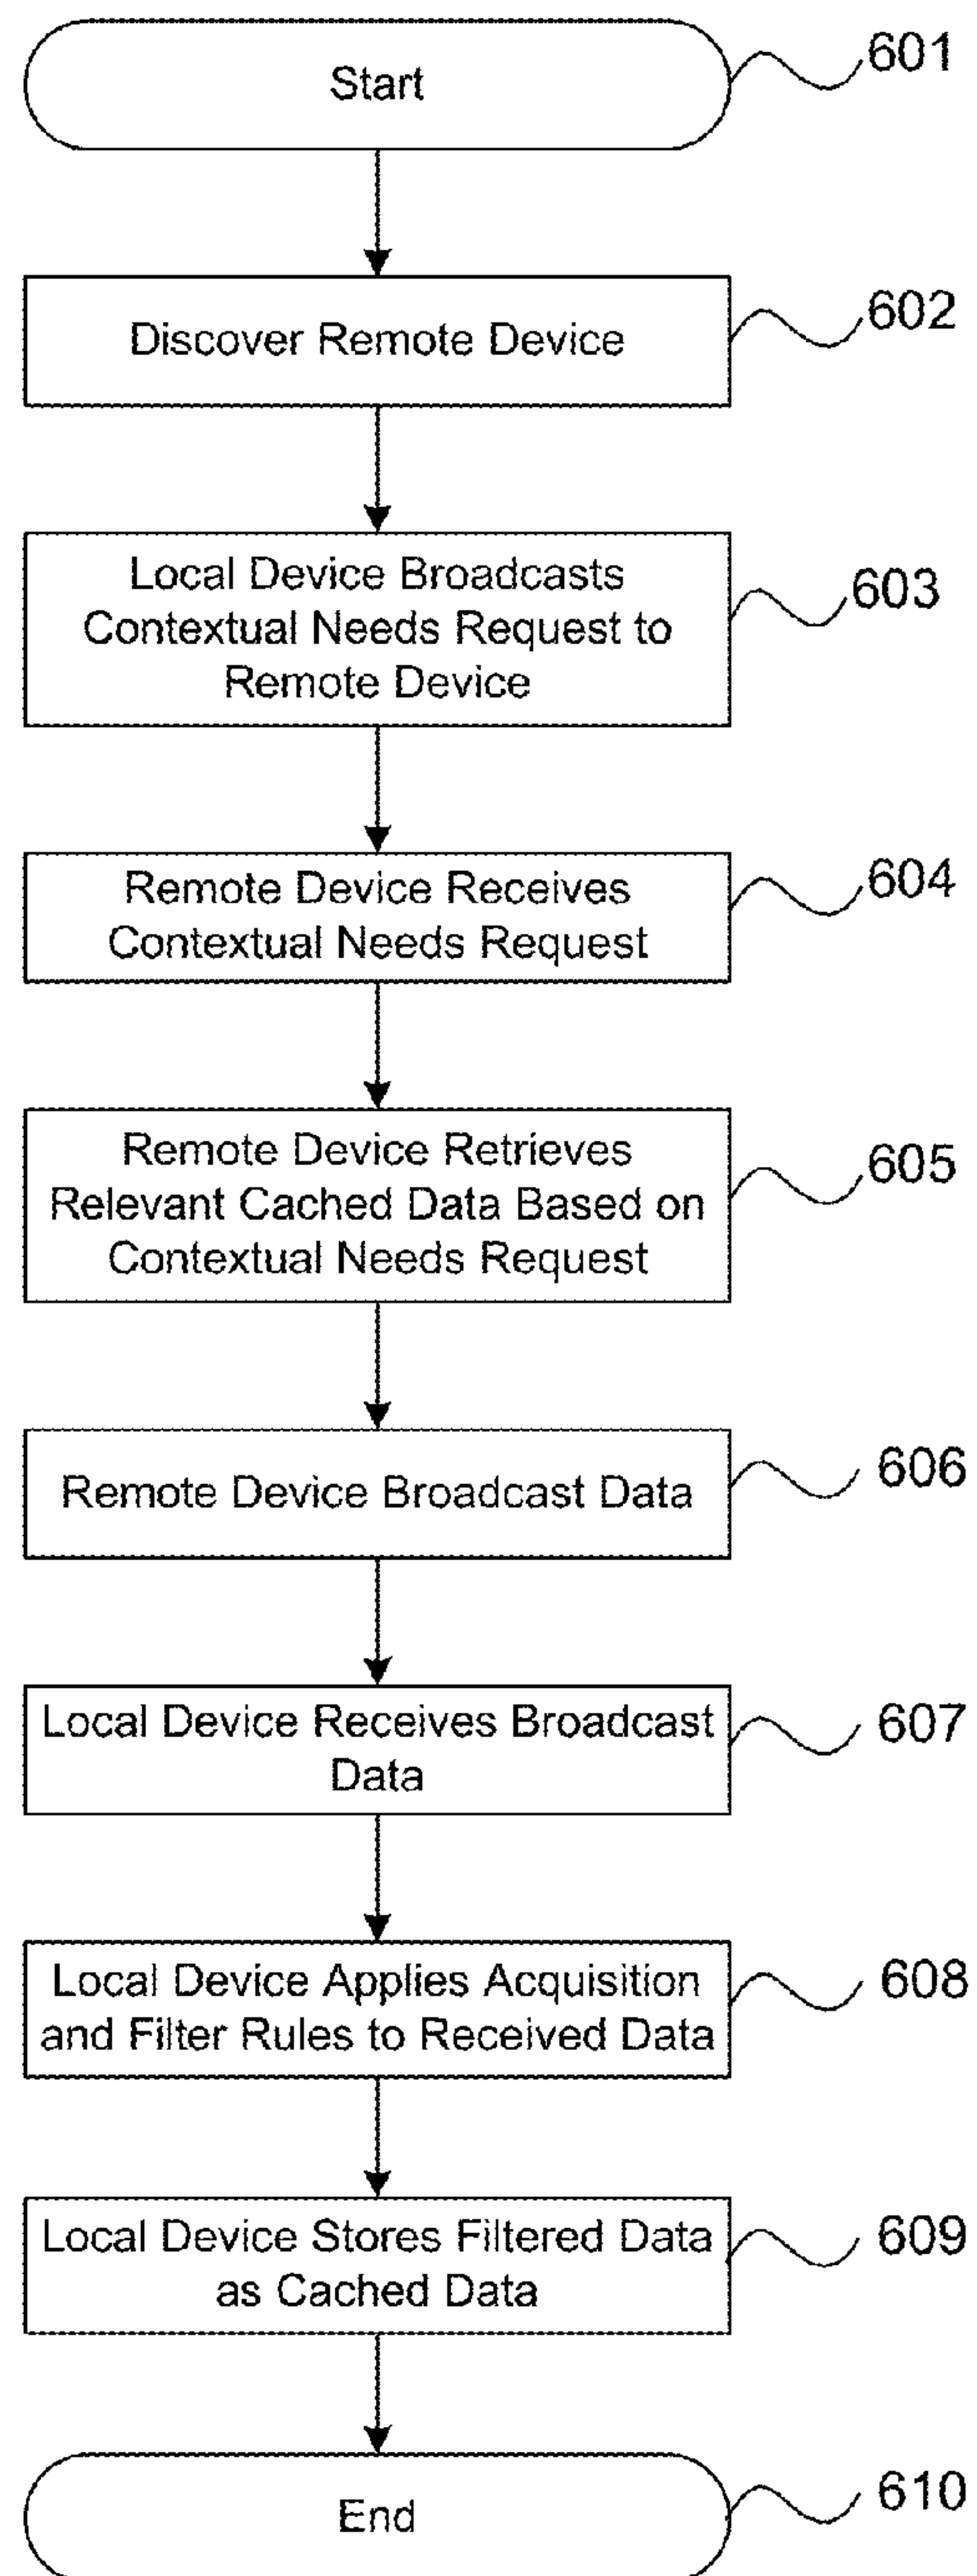 Start
601
Discover Remote Device
602
Local Device Broadcasts
Contextual Needs Request to
Remote Device
603
Remote Device Receives
Contextual Needs Request
604
Remote Device Retrieves
Relevant Cached Data Based on
Contextual Needs Request
605
Remote Device Broadcast Data
606
Local Device Receives Broadcast
Data
607
Local Device Applies Acquisition
and Filter Rules to Received Data
608
Local Device Stores Filtered Data
as Cached Data
609
End
610